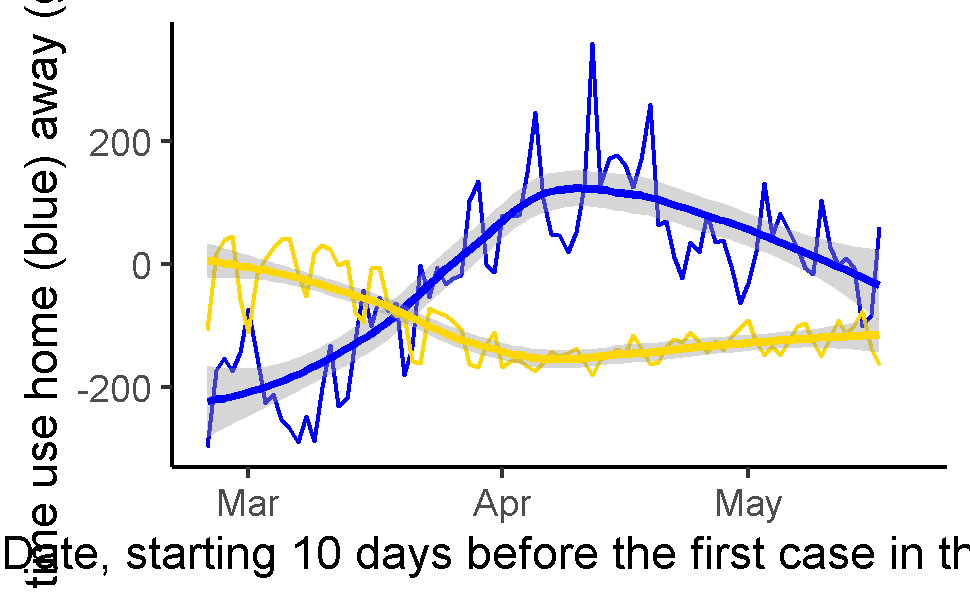 time use home (blue) away (
200
0
-200
Mar Apr May
Date, starting 10 days before the first case in th